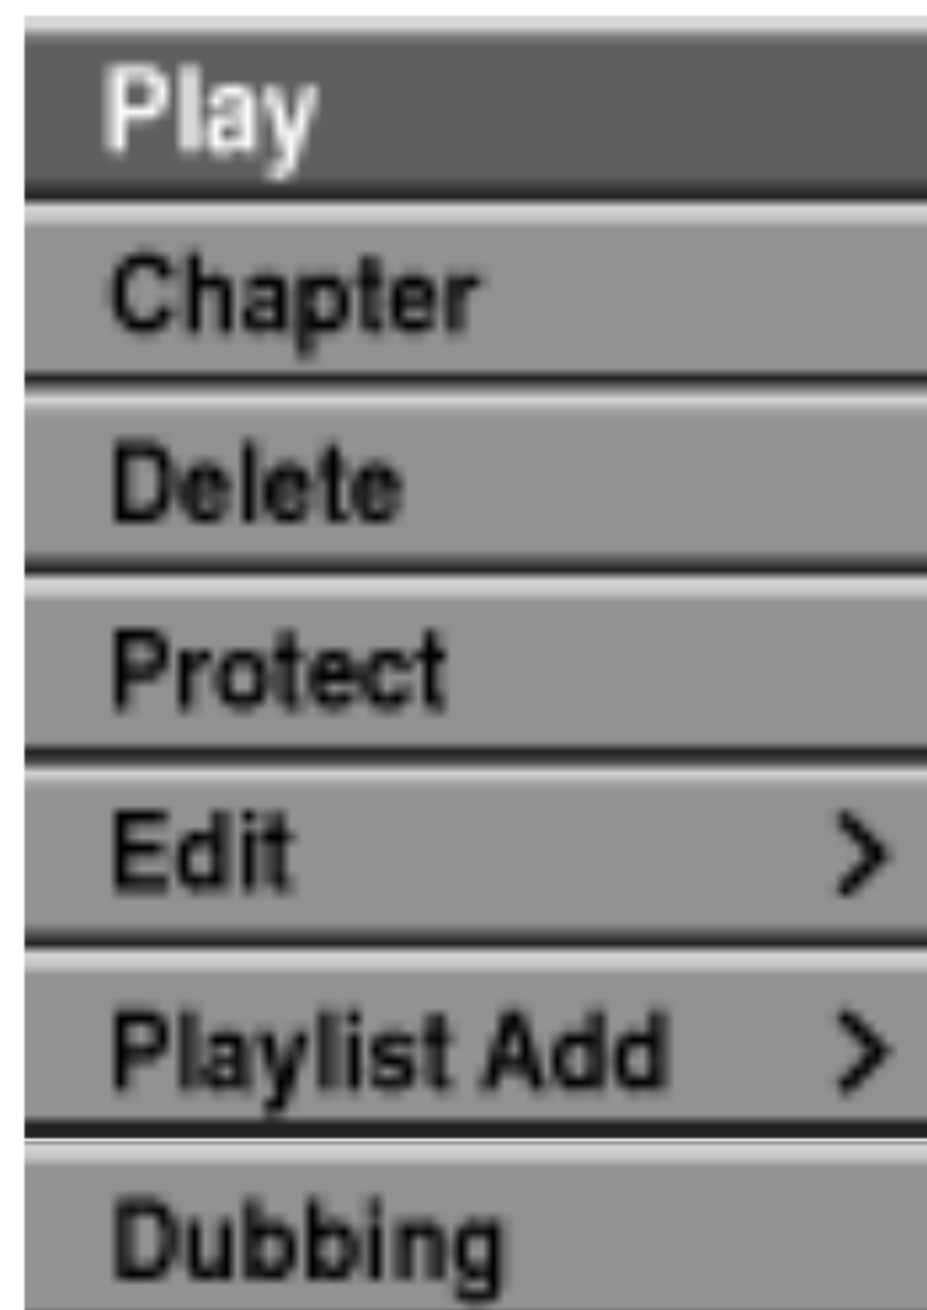 Play
Chapter
Delete
Protect
Edit >
Playlist Add >
Dubbing